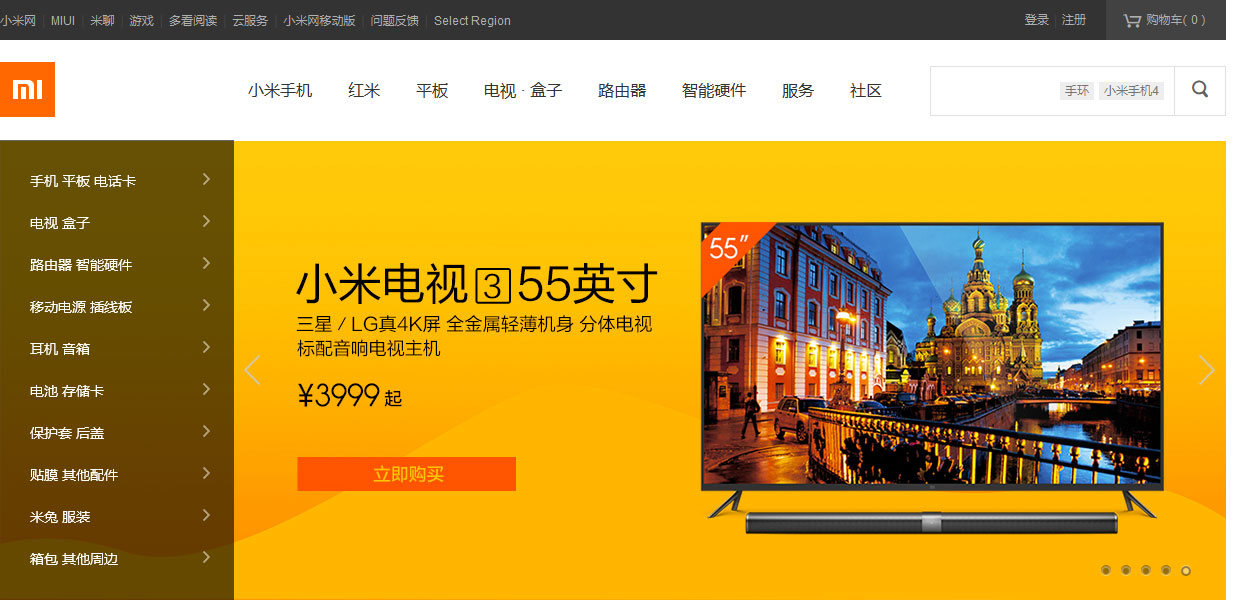 小米网 MIUI 米聊 游戏 多看阅读 云服务 小米网移动版 问题反馈 Select Region 登录 注册 购物车( 0 )
MI 小米手机 红米 平板 电视 · 盒子 路由器 智能硬件 服务 社区 手环 小米手机4
手机 平板 电话卡
电视 盒子
路由器 智能硬件
移动电源 插线板
耳机 音箱
电池 存储卡
保护套 后盖
贴膜 其他配件
米兔 服装
箱包 其他周边
小米电视 3 55英寸
三星 / LG真4K屏 全金属轻薄机身 分体电视
标配音响电视主机
¥3999 起
立即购买
55"